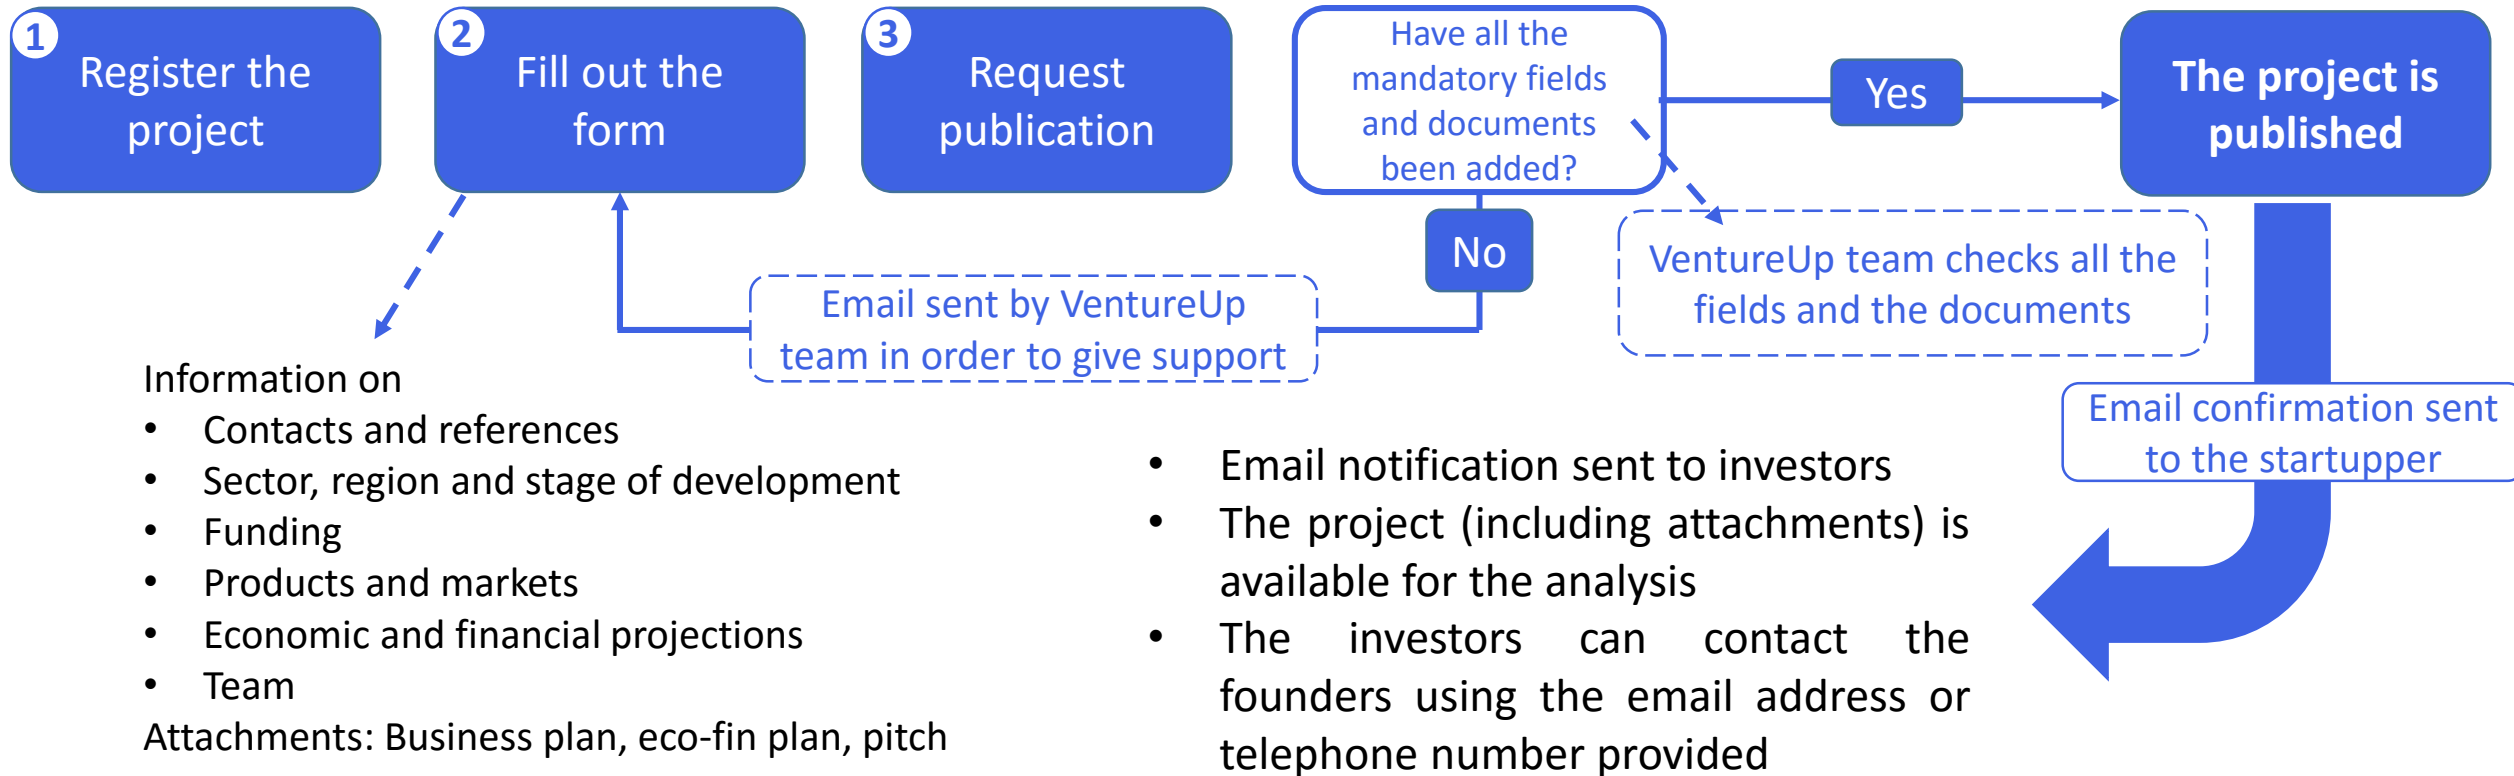 1
Register the
project
2
Fill out the
form
3
Request
publication
Have all the
mandatory fields
and documents
been added?
Yes
The project is
published
No
Email sent by VentureUp
team in order to give support
VentureUp team checks all the
fields and the documents
Email confirmation sent
to the startupper
Information on
• Contacts and references
• Sector, region and stage of development
• Funding
• Products and markets
• Economic and financial projections
• Team
Attachments: Business plan, eco-fin plan, pitch
• Email notification sent to investors
• The project (including attachments) is
available for the analysis
• The investors can contact the
founders using the email address or
telephone number provided